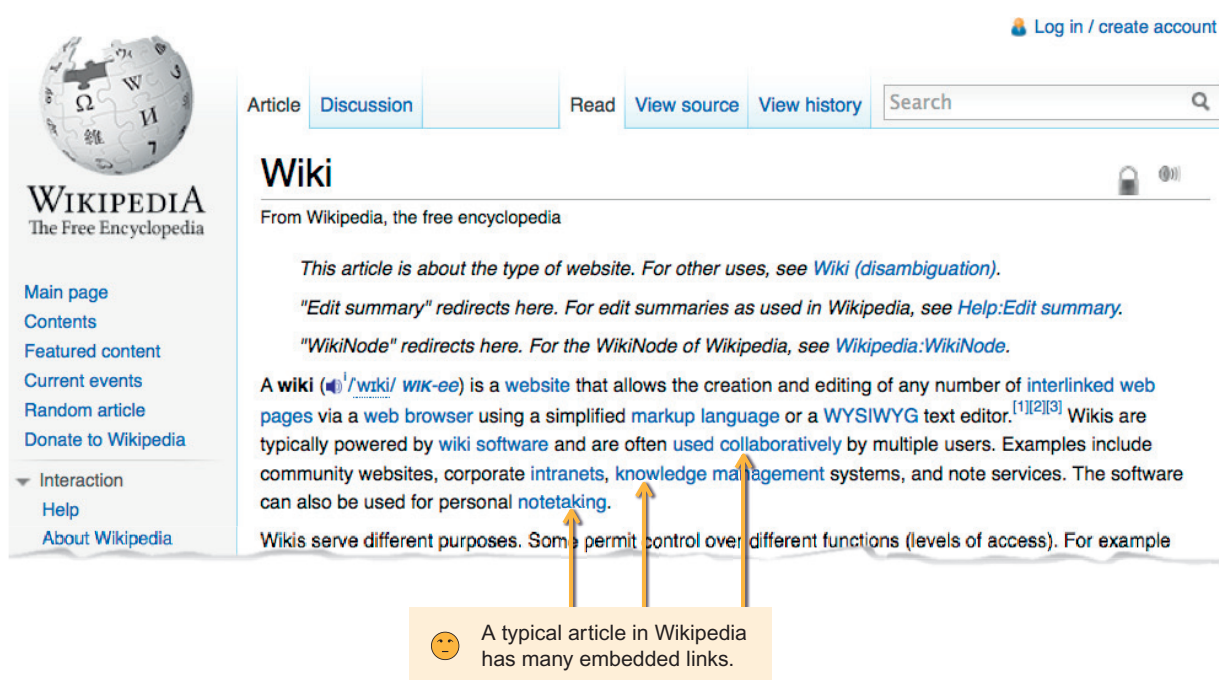 Log in / create account
Article Discussion Read View source View history Search
WIKIPEDIA
The Free Encyclopedia
Main page
Contents
Featured content
Current events
Random article
Donate to Wikipedia
Interaction
Help
About Wikipedia
Wiki
From Wikipedia, the free encyclopedia
This article is about the type of website. For other uses, see Wiki (disambiguation).
"Edit summary" redirects here. For edit summaries as used in Wikipedia, see Help:Edit summary.
"WikiNode" redirects here. For the WikiNode of Wikipedia, see Wikipedia:WikiNode.
A wiki (i/ˈwɪki/ WIK-ee) is a website that allows the creation and editing of any number of interlinked web
pages via a web browser using a simplified markup language or a WYSIWYG text editor.[1][2][3] Wikis are
typically powered by wiki software and are often used collaboratively by multiple users. Examples include
community websites, corporate intranets, knowledge management systems, and note services. The software
can also be used for personal notetaking.
Wikis serve different purposes. Some permit control over different functions (levels of access). For example
A typical article in Wikipedia
has many embedded links.